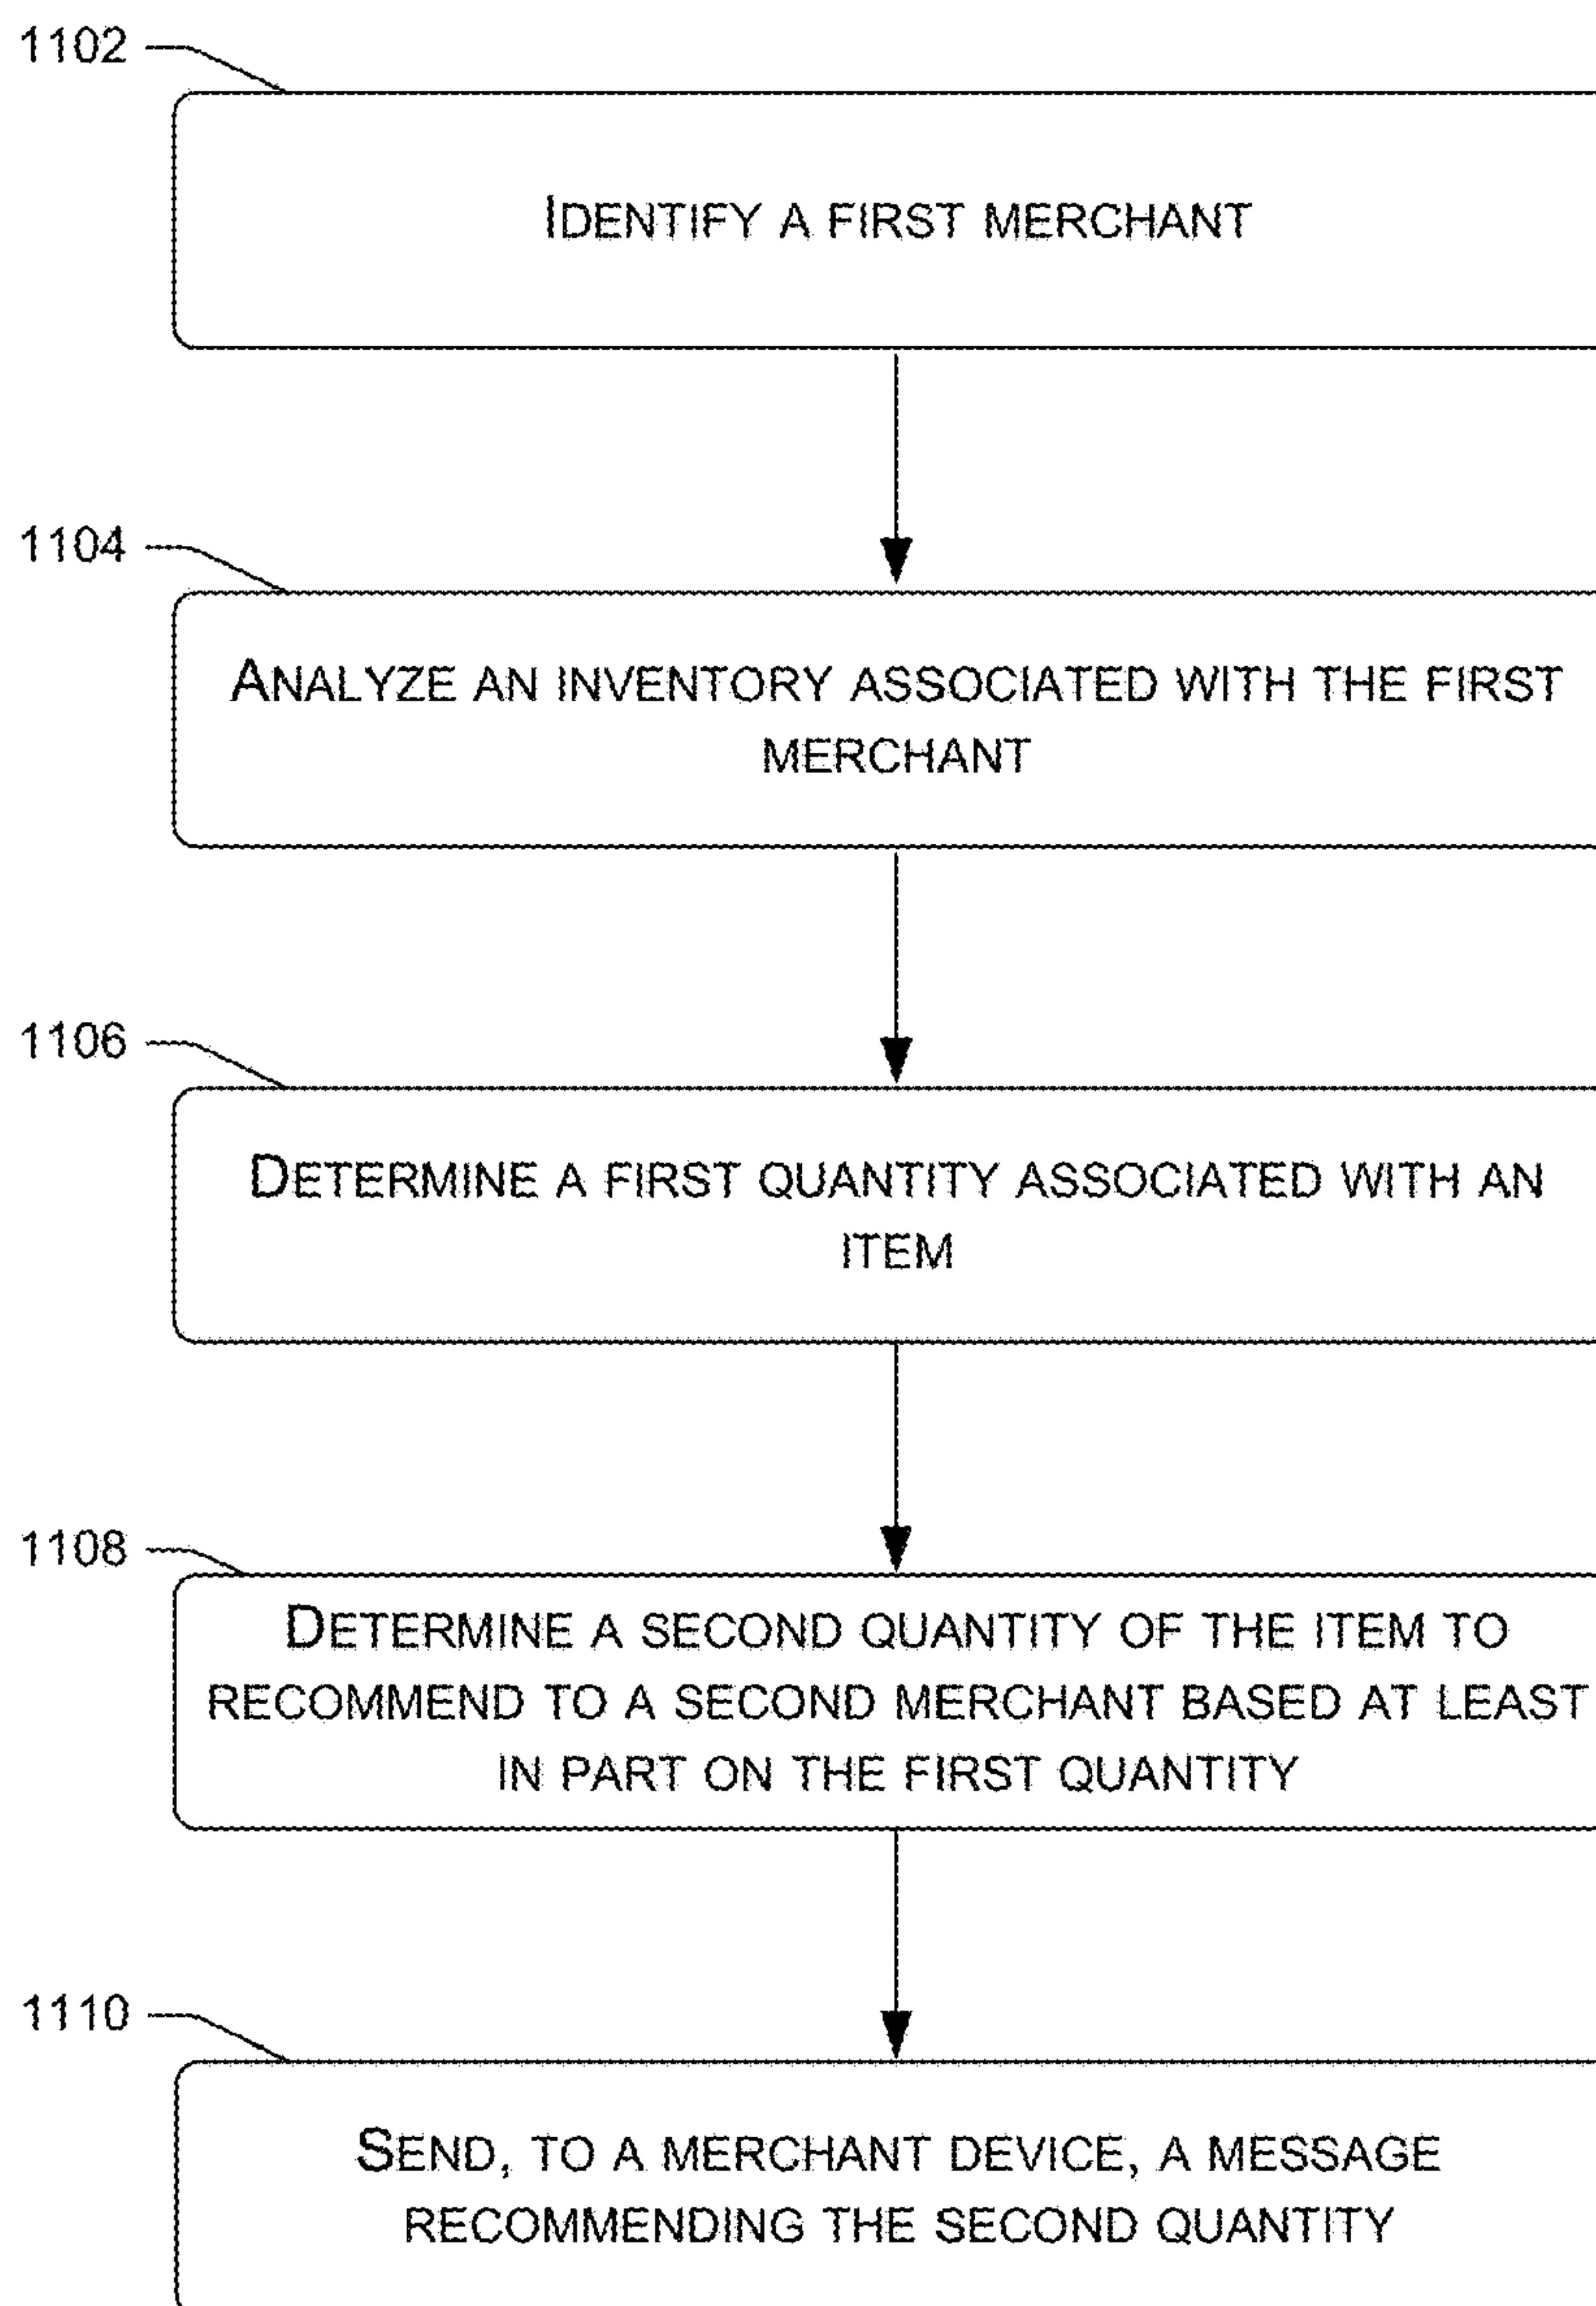 1102
IDENTIFY A FIRST MERCHANT
1104
ANALYZE AN INVENTORY ASSOCIATED WITH THE FIRST
MERCHANT
1106
DETERMINE A FIRST QUANTITY ASSOCIATED WITH AN
ITEM
1108
DETERMINE A SECOND QUANTITY OF THE ITEM TO
RECOMMEND TO A SECOND MERCHANT BASED AT LEAST
IN PART ON THE FIRST QUANTITY
1110
SEND, TO A MERCHANT DEVICE, A MESSAGE
RECOMMENDING THE SECOND QUANTITY